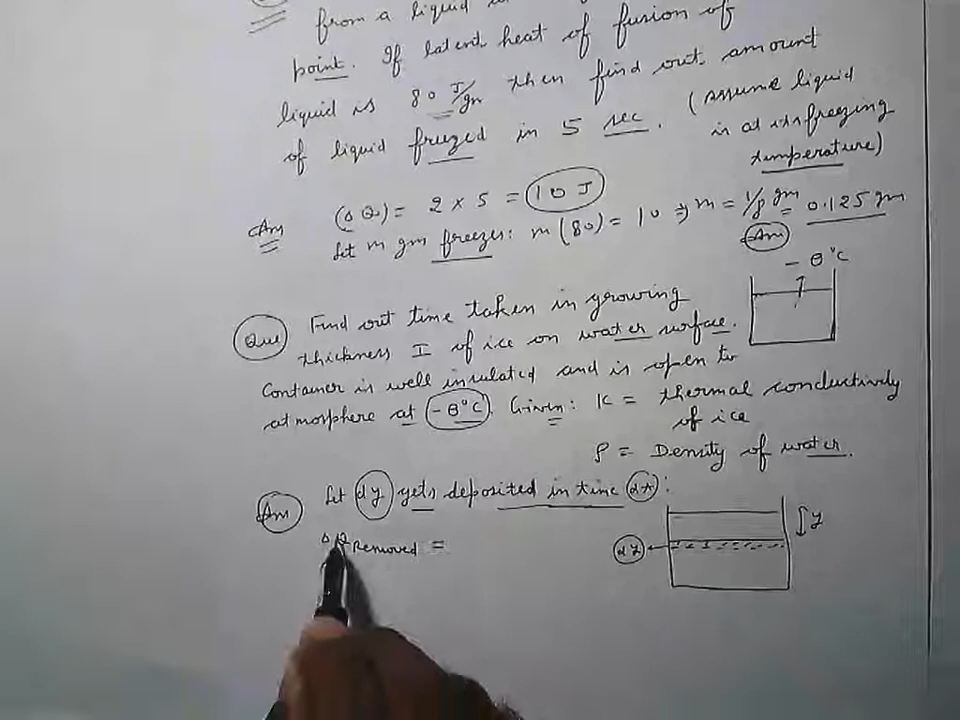 from a liquid
point. If latent heat of fusion of
liquid is 80 J/gm then find out amount
of liquid freezed in 5 sec. (Assume liquid
is at its freezing
temperature)
Ans (ΔQ) = 2 × 5 = 10 J
Let m gm freezes: m(80) = 10 ⇒ m = 1/8 gm = 0.125 gm
Ans
Que Find out time taken in growing
thickness I of ice on water surface.
Container is well insulated and is open to
atmosphere at -θ°C. Given: K = thermal conductively
of ice
ρ = Density of water.
-θ°C
Ans Let dy gets deposited in time dt:
ΔQ Removed =
y
dy